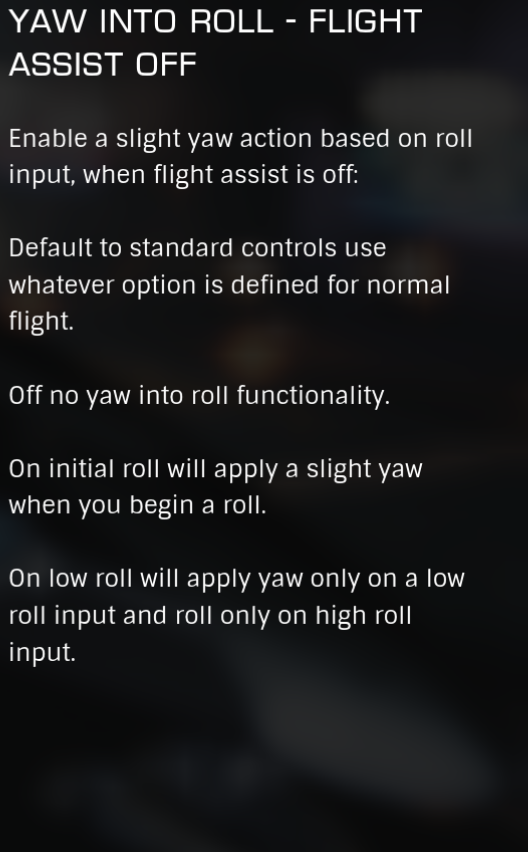 YAW INTO ROLL - FLIGHT
ASSIST OFF
Enable a slight yaw action based on roll
input, when flight assist is off:
Default to standard controls use
whatever option is defined for normal
flight.
Off no yaw into roll functionality.
On initial roll will apply a slight yaw
when you begin a roll.
On low roll will apply yaw only on a low
roll input and roll only on high roll
input.